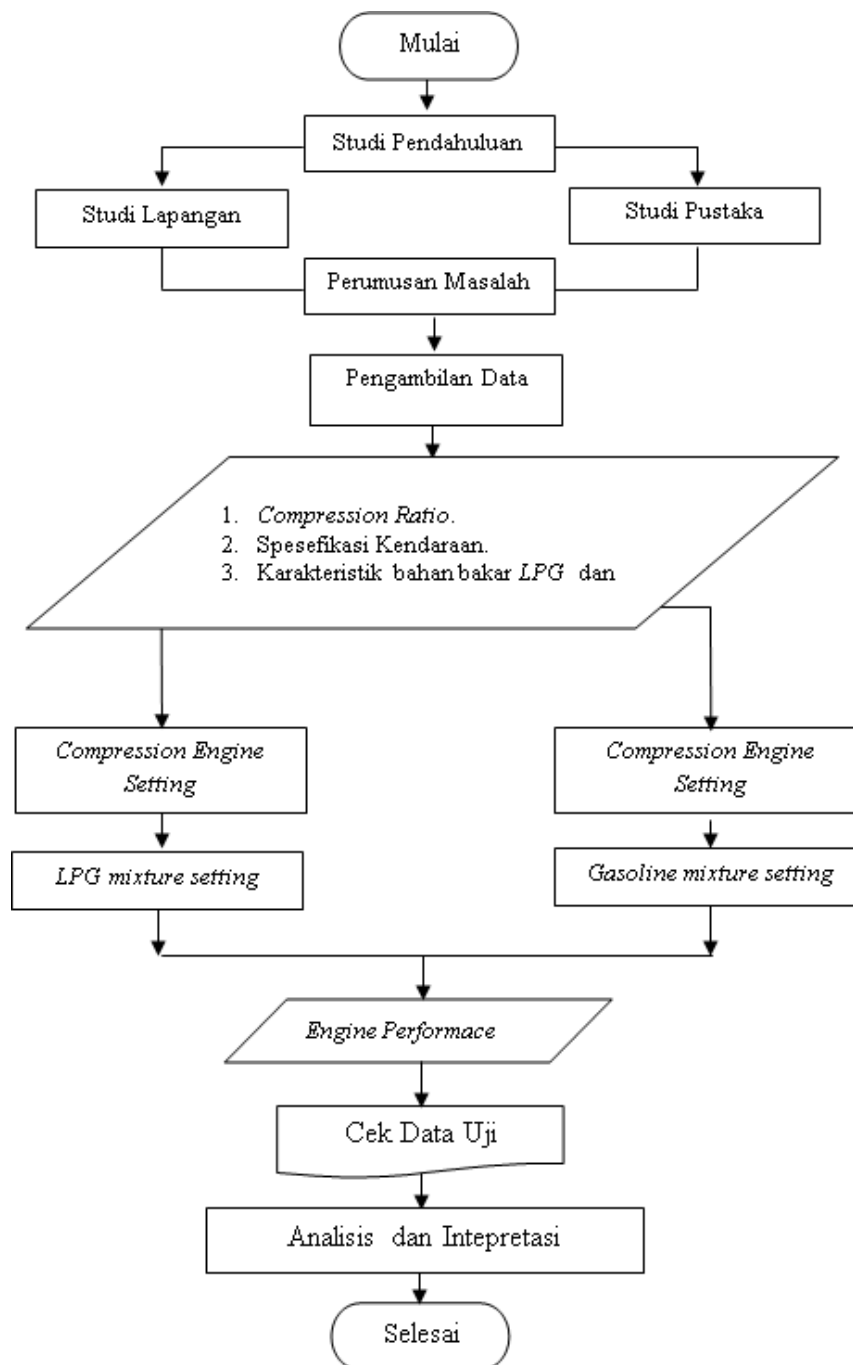 Mulai
Studi Pendahuluan
Studi Lapangan
Studi Pustaka
Perumusan Masalah
Pengambilan Data
1. Compression Ratio.
2. Spesefikasi Kendaraan.
3. Karakteristik bahan bakar LPG dan
Compression Engine
Setting
Compression Engine
Setting
LPG mixture setting
Gasoline mixture setting
Engine Performace
Cek Data Uji
Analisis dan Intepretasi
Selesai